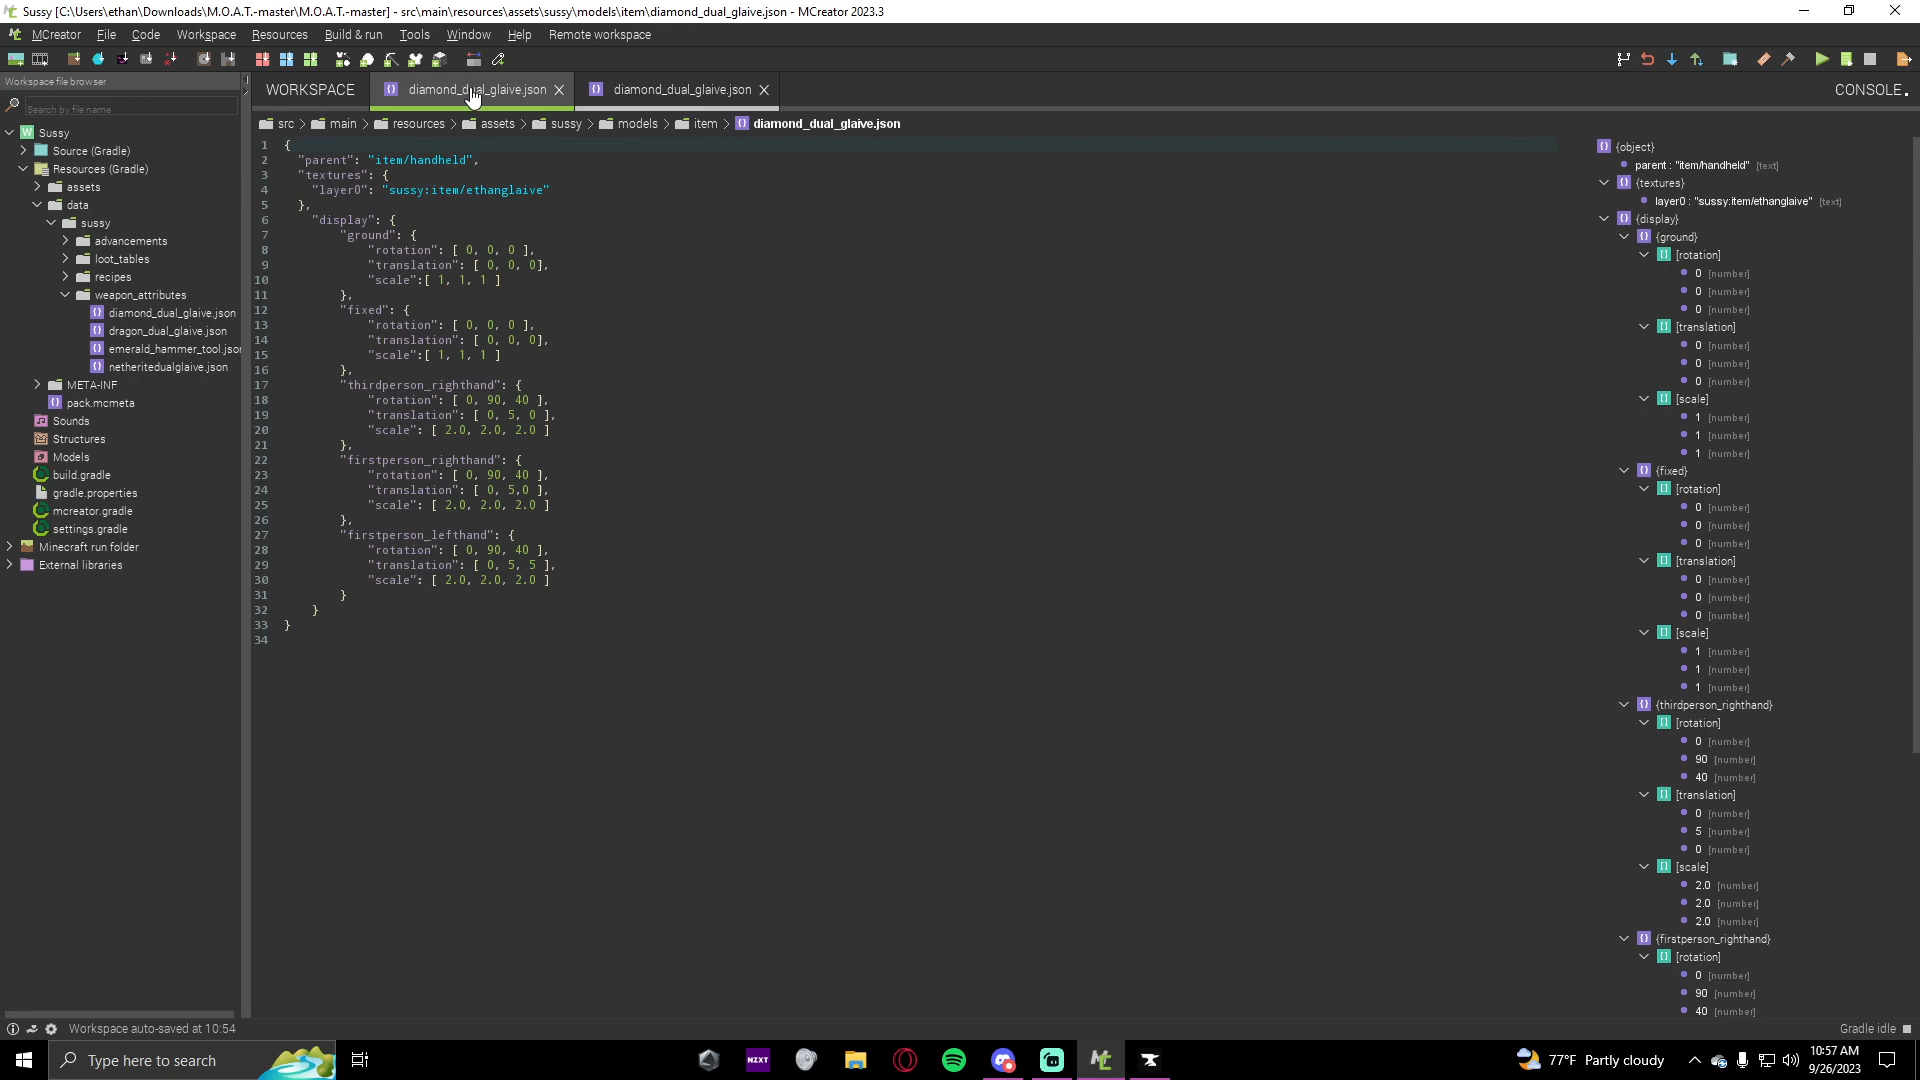 Sussy [C:\Users\ethan\Downloads\M.O.A.T.-master\M.O.A.T.-master] - src\main\resources\assets\sussy\models\item\diamond_dual_glaive.json - MCreator 2023.3
MCreator File Code Workspace Resources Build & run Tools Window Help Remote workspace
Workspace file browser
Search by file name
Sussy
Source (Gradle)
Resources (Gradle)
assets
data
sussy
advancements
loot_tables
recipes
weapon_attributes
diamond_dual_glaive.json
dragon_dual_glaive.json
emerald_hammer_tool.jsor
netheritedualglaive.json
META-INF
pack.mcmeta
Sounds
Structures
Models
build.gradle
gradle.properties
mcreator.gradle
settings.gradle
Minecraft run folder
External libraries
WORKSPACE diamond_dual_glaive.json diamond_dual_glaive.json CONSOLE
src > main > resources > assets > sussy > models > item > diamond_dual_glaive.json
1 {
2 "parent": "item/handheld",
3 "textures": {
4 "layer0": "sussy:item/ethanglaive"
5 },
6 "display": {
7 "ground": {
8 "rotation": [ 0, 0, 0 ],
9 "translation": [ 0, 0, 0],
10 "scale":[ 1, 1, 1 ]
11 },
12 "fixed": {
13 "rotation": [ 0, 0, 0 ],
14 "translation": [ 0, 0, 0],
15 "scale":[ 1, 1, 1 ]
16 },
17 "thirdperson_righthand": {
18 "rotation": [ 0, 90, 40 ],
19 "translation": [ 0, 5, 0 ],
20 "scale": [ 2.0, 2.0, 2.0 ]
21 },
22 "firstperson_righthand": {
23 "rotation": [ 0, 90, 40 ],
24 "translation": [ 0, 5,0 ],
25 "scale": [ 2.0, 2.0, 2.0 ]
26 },
27 "firstperson_lefthand": {
28 "rotation": [ 0, 90, 40 ],
29 "translation": [ 0, 5, 5 ],
30 "scale": [ 2.0, 2.0, 2.0 ]
31 }
32 }
33 }
34
{object}
parent : "item/handheld" [text]
{textures}
layer0 : "sussy:item/ethanglaive" [text]
{display}
{ground}
[rotation]
0 [number]
0 [number]
0 [number]
[translation]
0 [number]
0 [number]
0 [number]
[scale]
1 [number]
1 [number]
1 [number]
{fixed}
[rotation]
0 [number]
0 [number]
0 [number]
[translation]
0 [number]
0 [number]
0 [number]
[scale]
1 [number]
1 [number]
1 [number]
{thirdperson_righthand}
[rotation]
0 [number]
90 [number]
40 [number]
[translation]
0 [number]
5 [number]
0 [number]
[scale]
2.0 [number]
2.0 [number]
2.0 [number]
{firstperson_righthand}
[rotation]
0 [number]
90 [number]
40 [number]
Workspace auto-saved at 10:54
Gradle idle
Type here to search
NZXT
77°F Partly cloudy
10:57 AM
9/26/2023